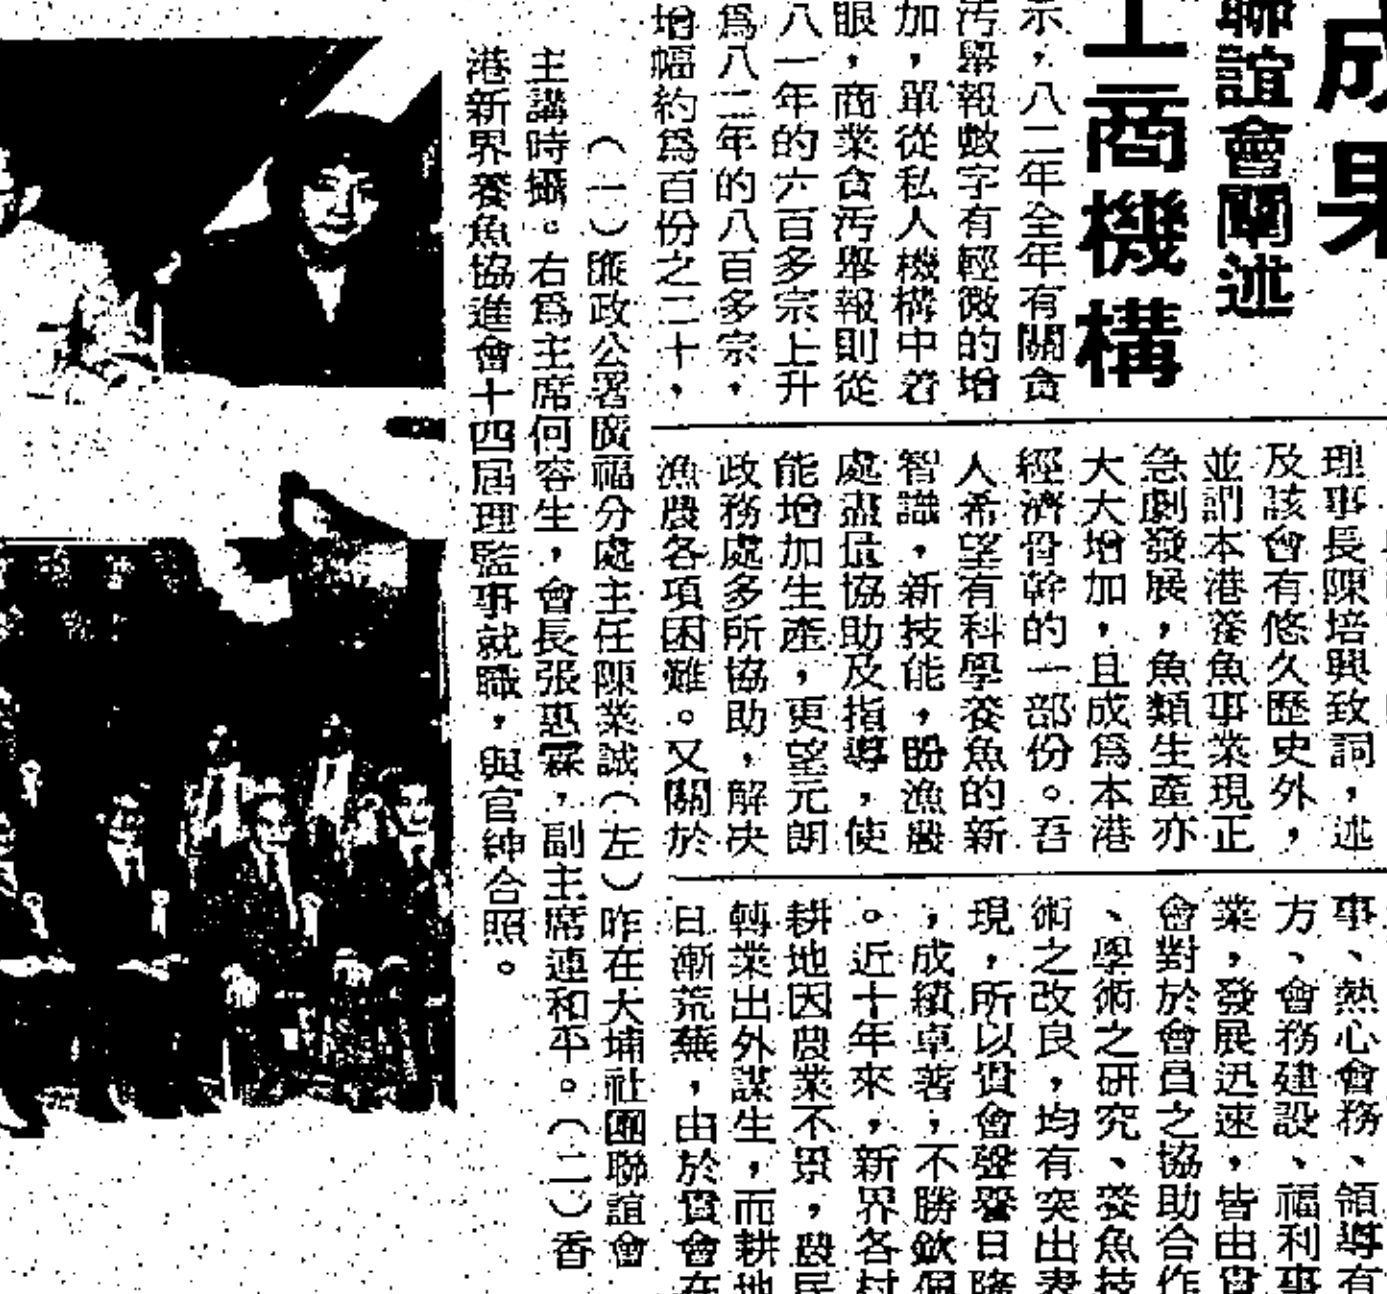 成果
聯誼會闡述
工商機構
示，八二年全年有關貪
污舉報數字有輕微的增
加，單從私人機構中着
眼，商業貪污舉報則從
八一年的六百多宗上升
爲八二年的八百多宗，
增幅約爲百份之二十，
理事長陳培興致詞，述
及該會有悠久歷史外，
並謂本港養魚事業現正
急劇發展，魚類生產亦
大大增加，且成爲本港
經濟骨幹的一部份。吾
人希望有科學養魚的新
智識，新技能，盼漁農
處盡量協助及指導，使
能增加生產，更望元朗
政務處多所協助，解决
漁農各項困難。又關於
事、熱心會務、領導有
方、會務建設、福利事
業，發展迅速，皆由貴
會對於會員之協助合作
、學術之研究、養魚技
術之改良，均有突出表
現，所以貴會聲譽日隆
，成績卓著，不勝欽佩
。近十年來，新界各村
耕地因農業不景，農民
轉業出外謀生，而耕地
日漸荒蕪，由於貴會在
（一）廉政公署廣福分處主任陳業誠（左）昨在大埔社團聯誼會
主講時攝。右爲主席何容生，會長張惠霖，副主席連和平。（二）香
港新界養魚協進會十四屆理監事就職，與官紳合照。